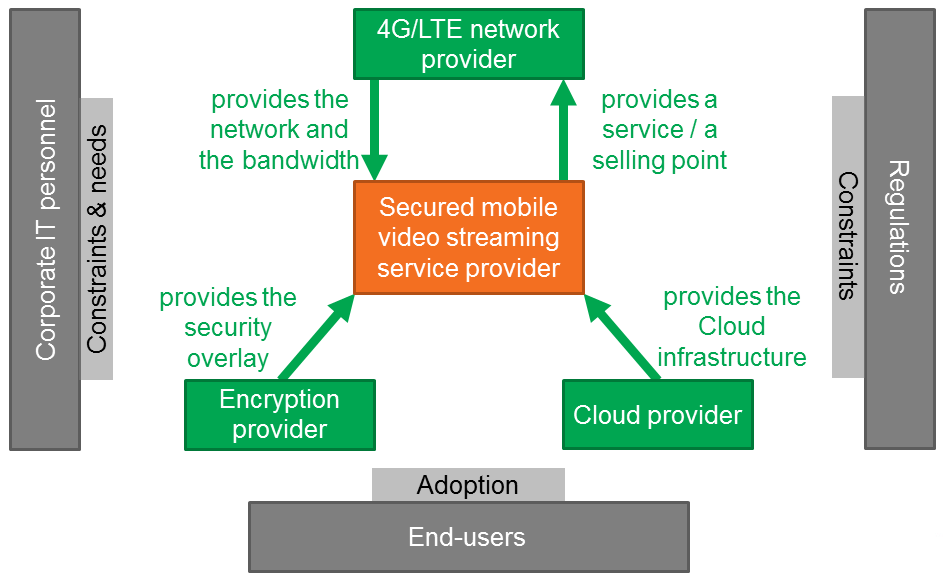 4G/LTE network
provider
provides the
network and
the bandwidth
provides a
service / a
selling point
Corporate IT personnel
Constraints & needs
Secured mobile
video streaming
service provider
Constraints
Regulations
provides the
security
overlay
provides the
Cloud
infrastructure
Encryption
provider
Cloud provider
Adoption
End-users